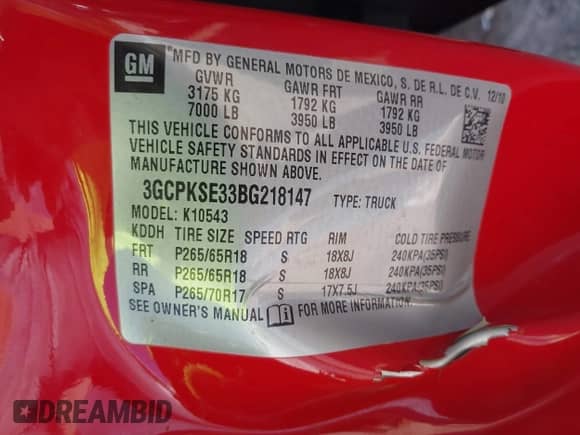 GM
*MFD BY GENERAL MOTORS DE MEXICO, S. DE R.L. DE C.V. 12/10
GVWR GAWR FRT GAWR RR
3175 KG 1792 KG 1792 KG
7000 LB 3950 LB 3950 LB
THIS VEHICLE CONFORMS TO ALL APPLICABLE U.S. FEDERAL MOTOR
VEHICLE SAFETY STANDARDS IN EFFECT ON THE DATE OF
MANUFACTURE SHOWN ABOVE.
3GCPKSE33BG218147 TYPE: TRUCK
MODEL: K10543
KDDH TIRE SIZE SPEED RTG RIM COLD TIRE PRESSURE
FRT P265/65R18 S 18X8J 240KPA(35PSI)
RR P265/65R18 S 18X8J 240KPA(35PSI)
SPA P265/70R17 S 17X7.5J 240KPA(35PSI)
SEE OWNER'S MANUAL FOR MORE INFORMATION.
DREAMBID